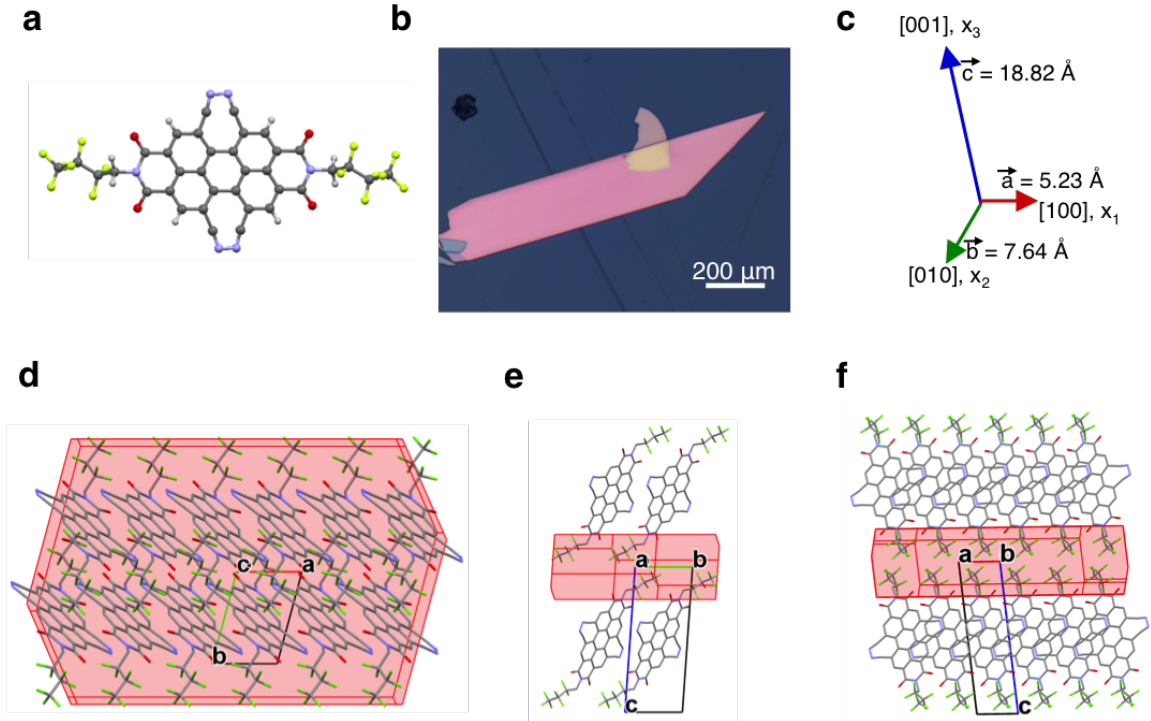 a
b
c
[001], x₃
c = 18.82 Å
a = 5.23 Å
[100], x₁
b = 7.64 Å
[010], x₂
200 µm
d
e
f
c
a
b
a
b
c
a
b
c